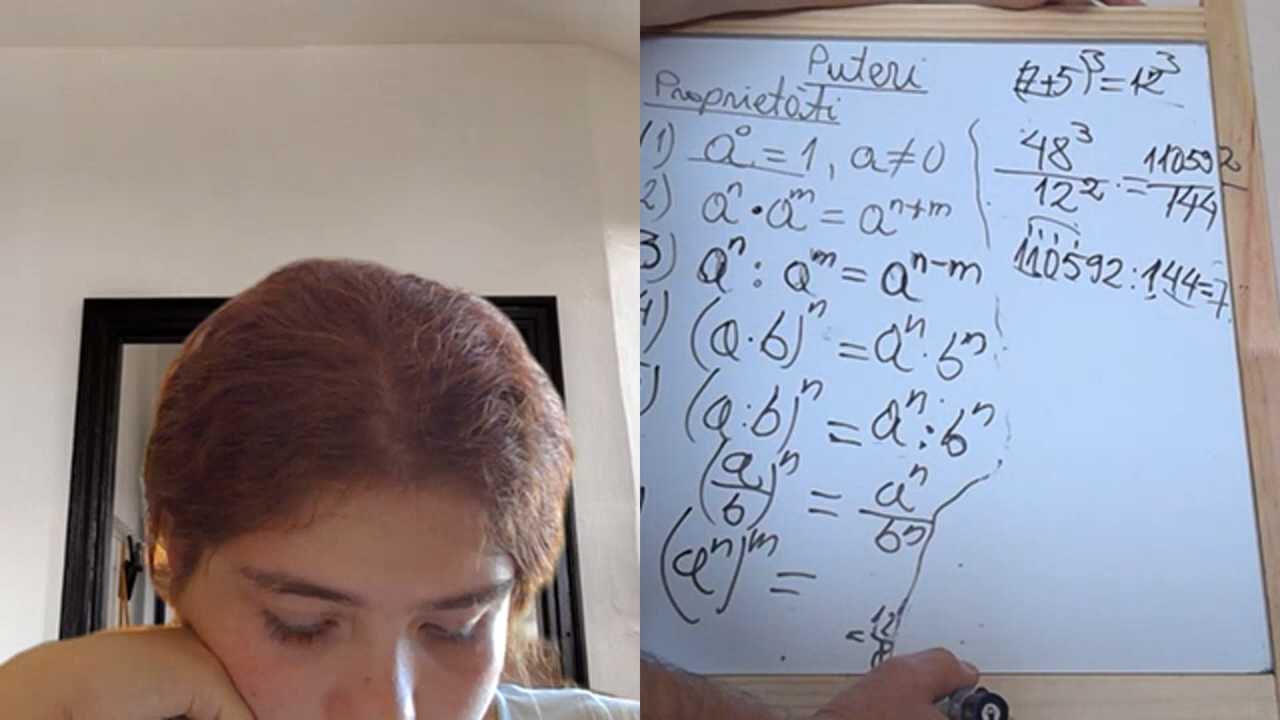 Puteri
Proprietăți
1) a⁰ = 1, a ≠ 0
2) aⁿ · aᵐ = aⁿ⁺ᵐ
3) aⁿ : aᵐ = aⁿ⁻ᵐ
4) (a·b)ⁿ = aⁿ · bⁿ
5) (a:b)ⁿ = aⁿ : bⁿ
(a/b)ⁿ = aⁿ/bⁿ
(aⁿ)ᵐ =
(7+5)³ = 12³
48³/12² = 110592/144
110592 : 144 = 7